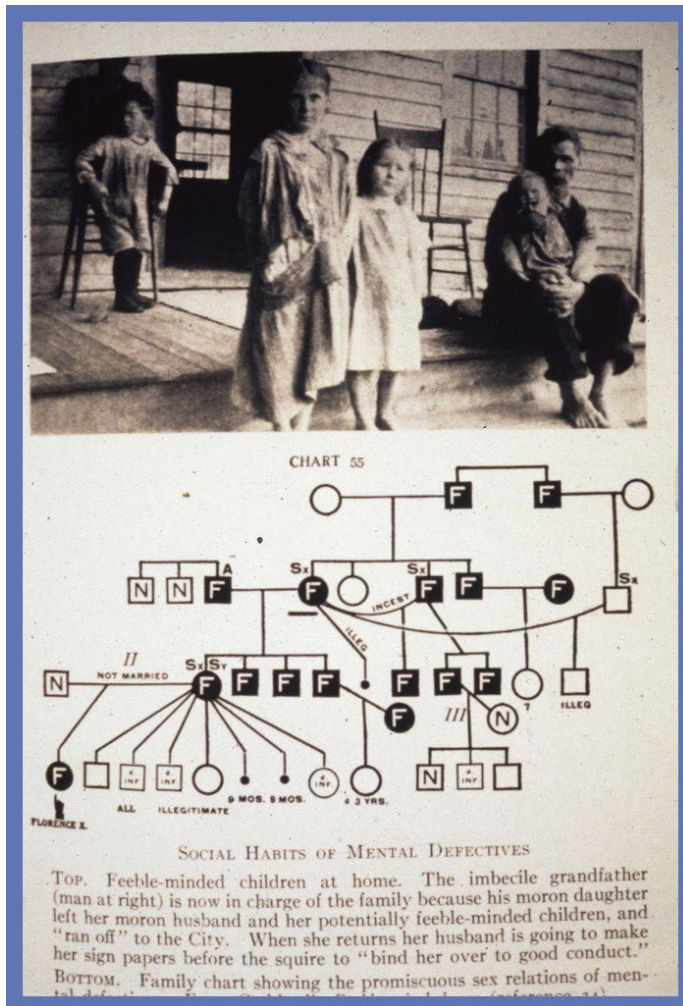 CHART 55
F F
A Sx Sx Sx
N N F F F F F
INCEST
ILLEG
II Sx Sy
N NOT MARRIED F F F F F F F ? ILLEG
III N
F
F d. INF. d. INF. d. INF. N d. INF.
9 MOS. 9 MOS. 4 3 YRS.
ALL ILLEGITIMATE
FLORENCE X.
SOCIAL HABITS OF MENTAL DEFECTIVES
TOP. Feeble-minded children at home. The imbecile grandfather
(man at right) is now in charge of the family because his moron daughter
left her moron husband and her potentially feeble-minded children, and
"ran off" to the City. When she returns her husband is going to make
her sign papers before the squire to "bind her over to good conduct."
BOTTOM. Family chart showing the promiscuous sex relations of men-